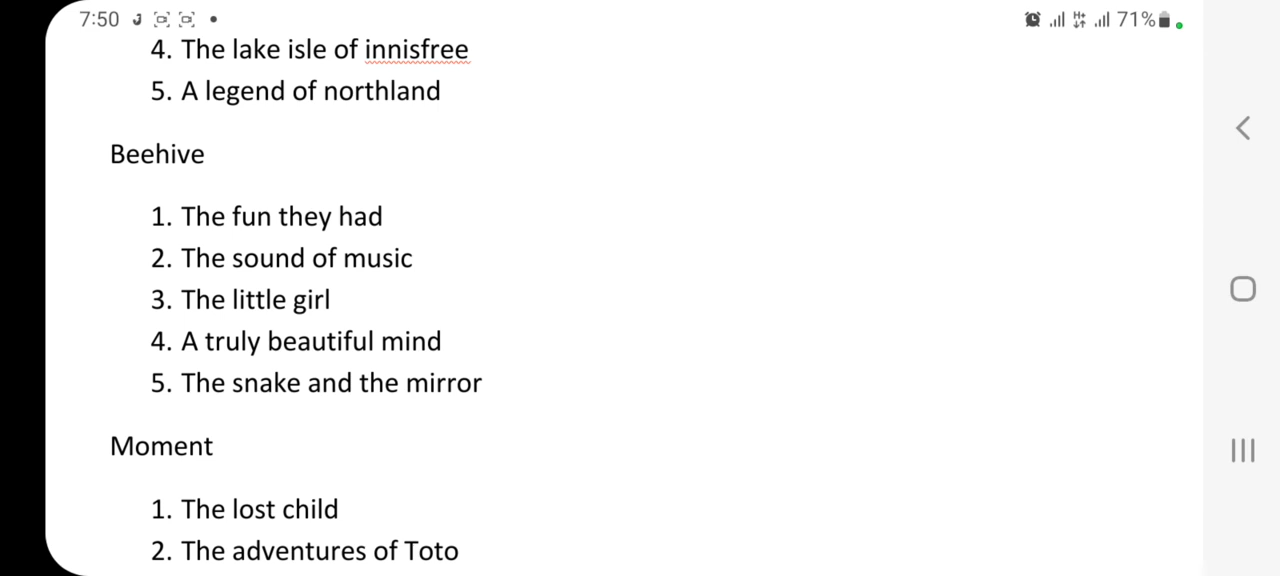 7:50 71%
4. The lake isle of innisfree
5. A legend of northland
Beehive
1. The fun they had
2. The sound of music
3. The little girl
4. A truly beautiful mind
5. The snake and the mirror
Moment
1. The lost child
2. The adventures of Toto